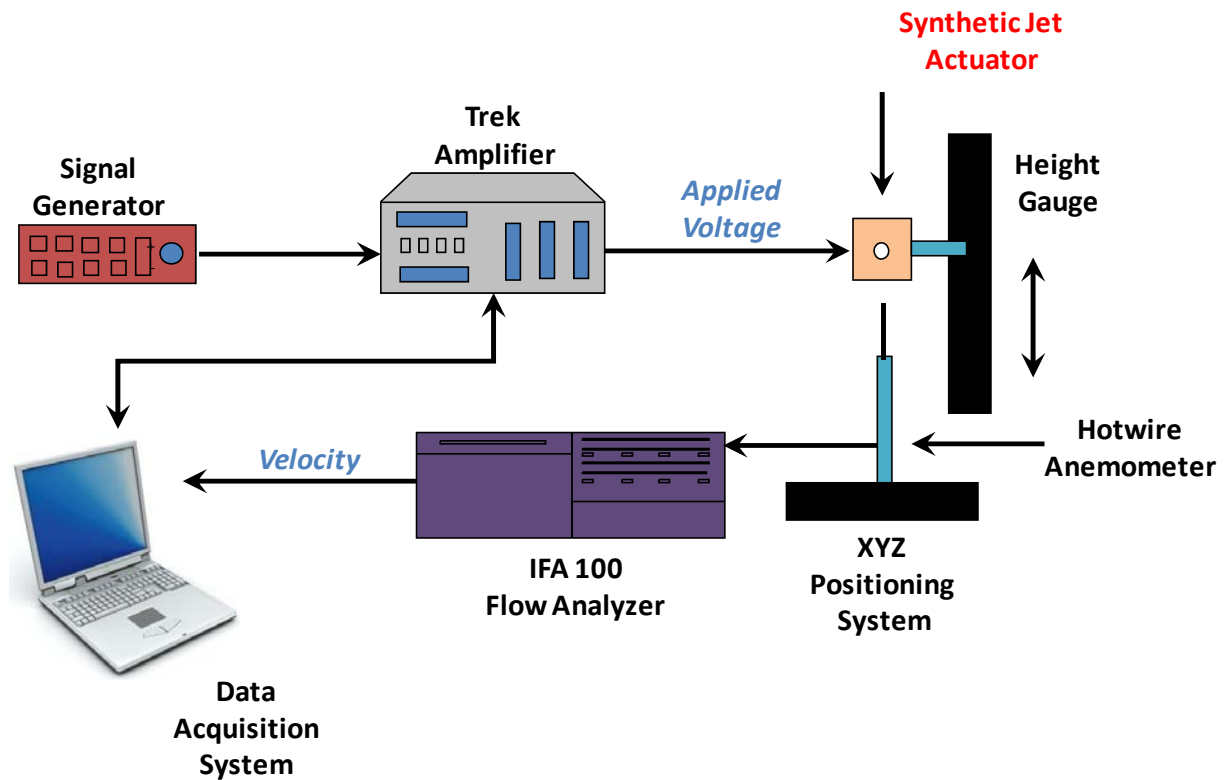 Synthetic Jet
Actuator
Trek
Amplifier
Signal
Generator
Applied
Voltage
Height
Gauge
Hotwire
Anemometer
Velocity
IFA 100
Flow Analyzer
XYZ
Positioning
System
Data
Acquisition
System